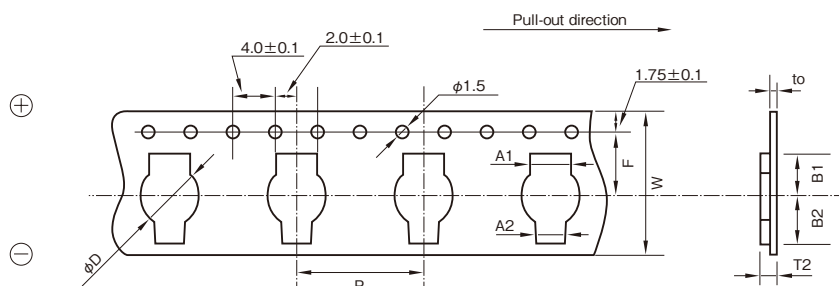 Pull-out direction
2.0±0.1
4.0±0.1
1.75±0.1
to
φ1.5
+
A1
F
W
B1
A2
B2
−
φD
T2
P